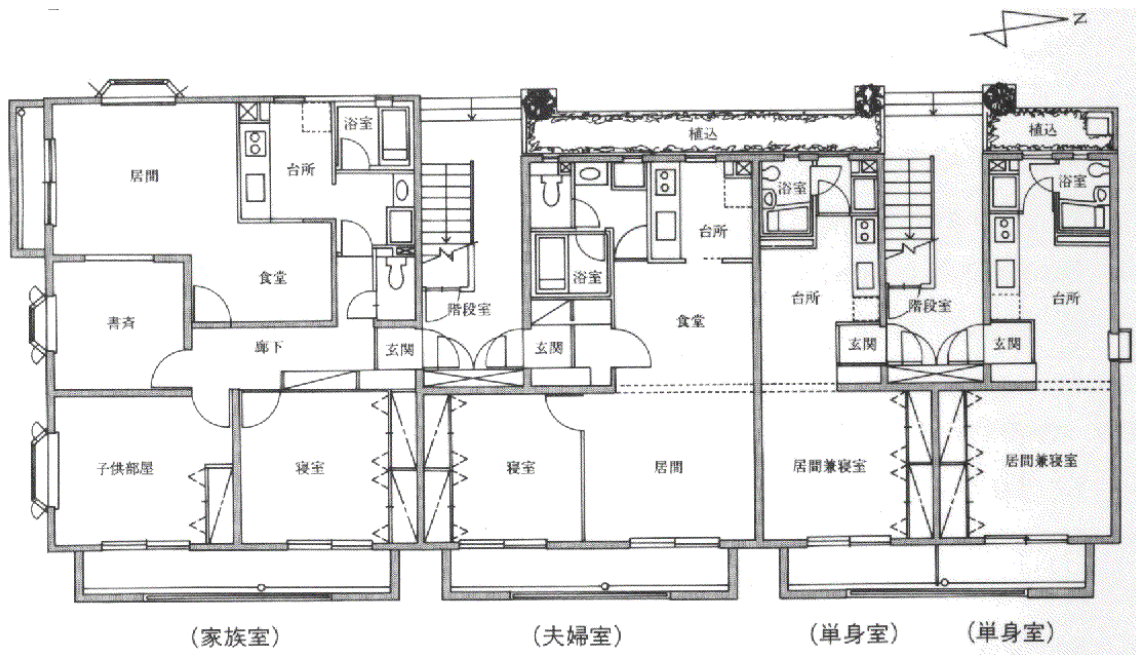 N
浴室
台所
居間
食堂
書斉
廊下
玄関
階段室
子供部屋
寝室
植込
台所
浴室
食堂
玄関
寝室
居間
浴室
台所
玄関
階段室
居間兼寝室
植込
浴室
台所
玄関
居間兼寝室
(家族室)
(夫婦室)
(単身室)
(単身室)